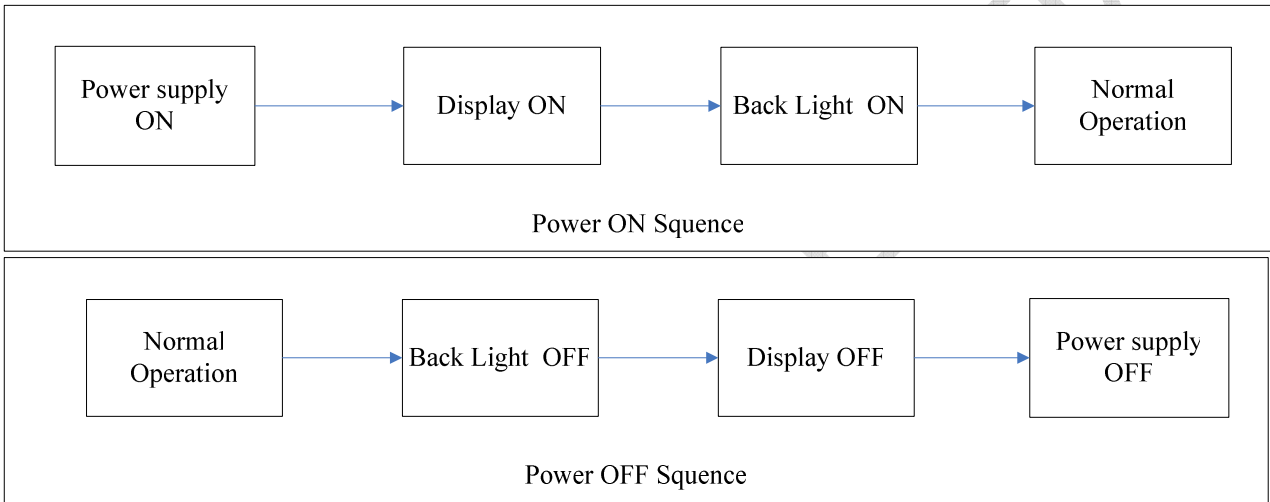 Power supply
ON
Display ON
Back Light ON
Normal
Operation
Power ON Squence
Normal
Operation
Back Light OFF
Display OFF
Power supply
OFF
Power OFF Squence